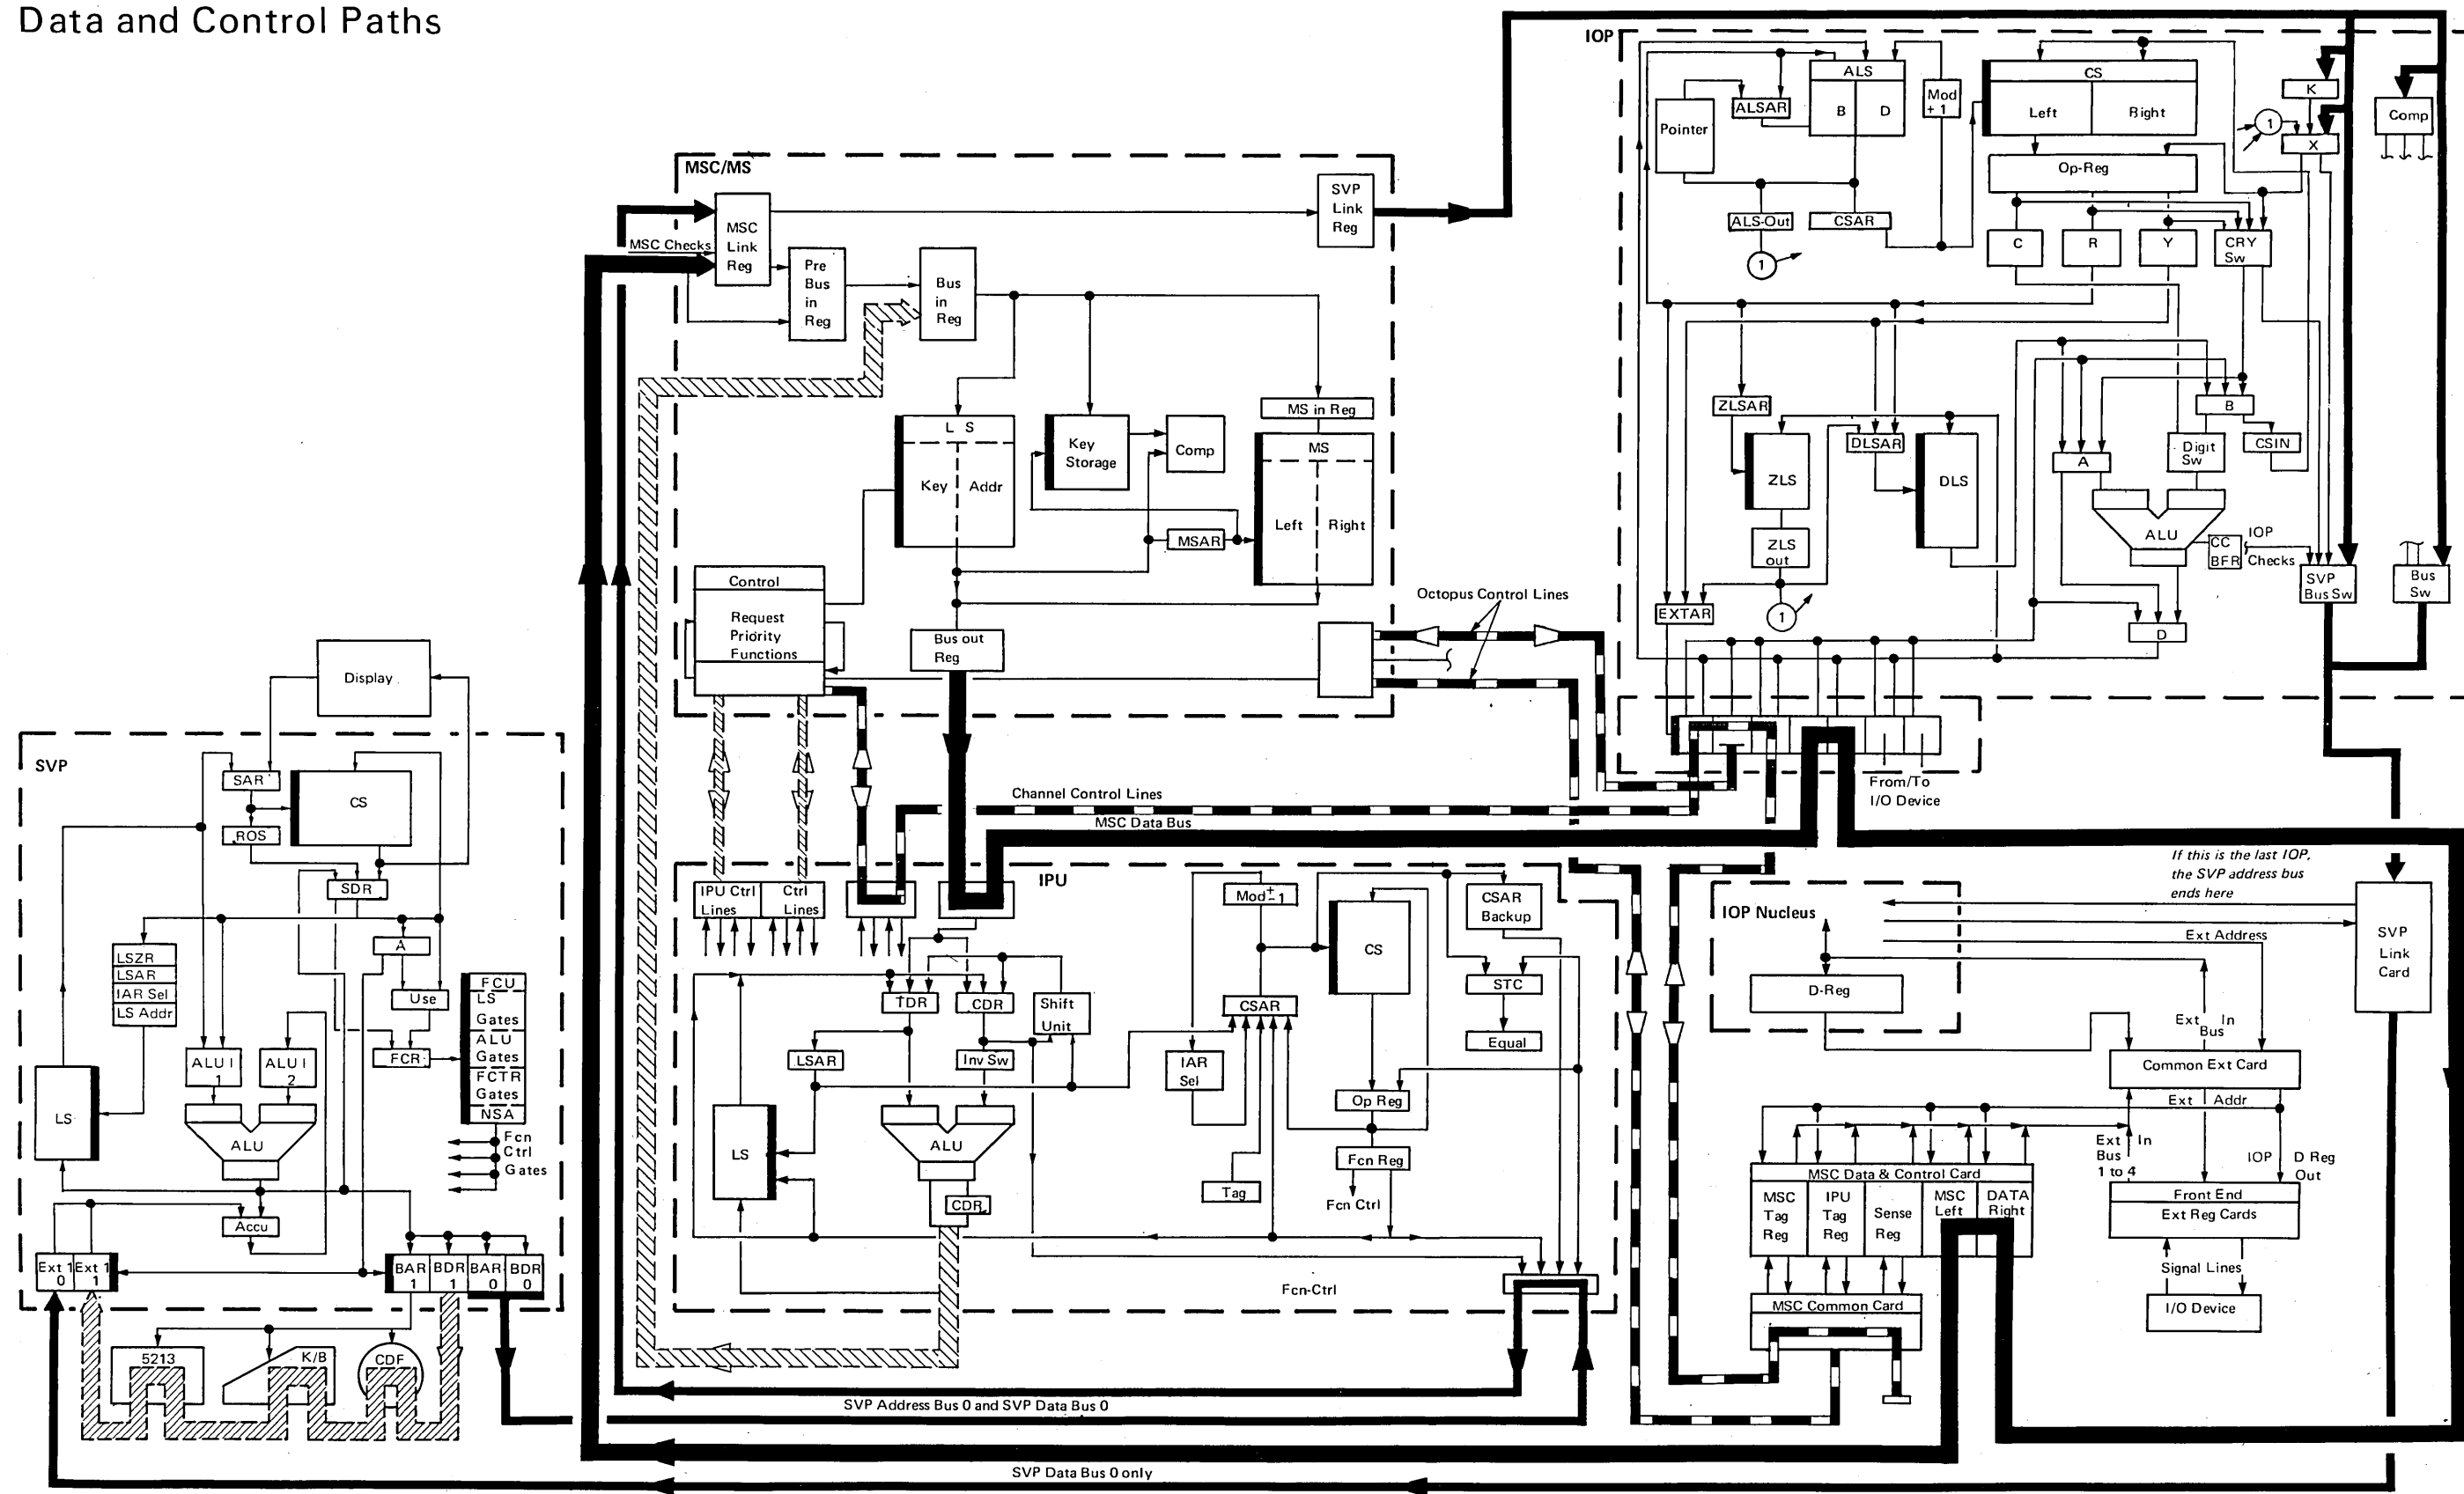 Data and Control Paths
MSC/MS
MSC
Link
Reg
MSC Checks
Pre
Bus
in
Reg
Bus
in
Reg
SVP
Link
Reg
L S
Key
Addr
Key
Storage
Comp
MS in Reg
MS
Left
Right
MSAR
Control
Request
Priority
Functions
Bus out
Reg
Octopus Control Lines
IOP
Pointer
ALSAR
ALS
B
D
Mod
+ 1
CS
Left
Right
K
X
1
Comp
Op-Reg
ALS-Out
CSAR
1
C
R
Y
CRY
Sw
ZLSAR
ZLS
ZLS
out
1
DLSAR
DLS
EXTAR
A
B
Digit
Sw
CSIN
ALU
CC
BFR
IOP
Checks
D
SVP
Bus Sw
Bus
Sw
From/To
I/O Device
Channel Control Lines
MSC Data Bus
SVP
Display
SAR
CS
ROS
SDR
LSZR
LSAR
IAR Sel
LS Addr
A
Use
FCR
FCU
LS
Gates
ALU
Gates
FCTR
Gates
NSA
Fcn
Ctrl
Gates
ALU I
1
ALU I
2
ALU
LS
Accu
Ext 1
0
Ext 1
1
BAR
1
BDR
1
BAR
0
BDR
0
5213
K/B
CDF
IPU
IPU Ctrl
Lines
Ctrl
Lines
TDR
CDR
Shift
Unit
LSAR
Inv Sw
LS
ALU
CDR
Mod +-1
CSAR
IAR
Sel
Tag
CS
CSAR
Backup
STC
Equal
Op Reg
Fcn Reg
Fcn Ctrl
Fcn-Ctrl
SVP Address Bus 0 and SVP Data Bus 0
SVP Data Bus 0 only
If this is the last IOP,
the SVP address bus
ends here
IOP Nucleus
D-Reg
Ext Address
SVP
Link
Card
Ext In
Bus
Common Ext Card
Ext Addr
Ext In
Bus
1 to 4
IOP D Reg
Out
MSC Data & Control Card
MSC
Tag
Reg
IPU
Tag
Reg
Sense
Reg
MSC
Left
DATA
Right
MSC Common Card
Front End
Ext Reg Cards
Signal Lines
I/O Device